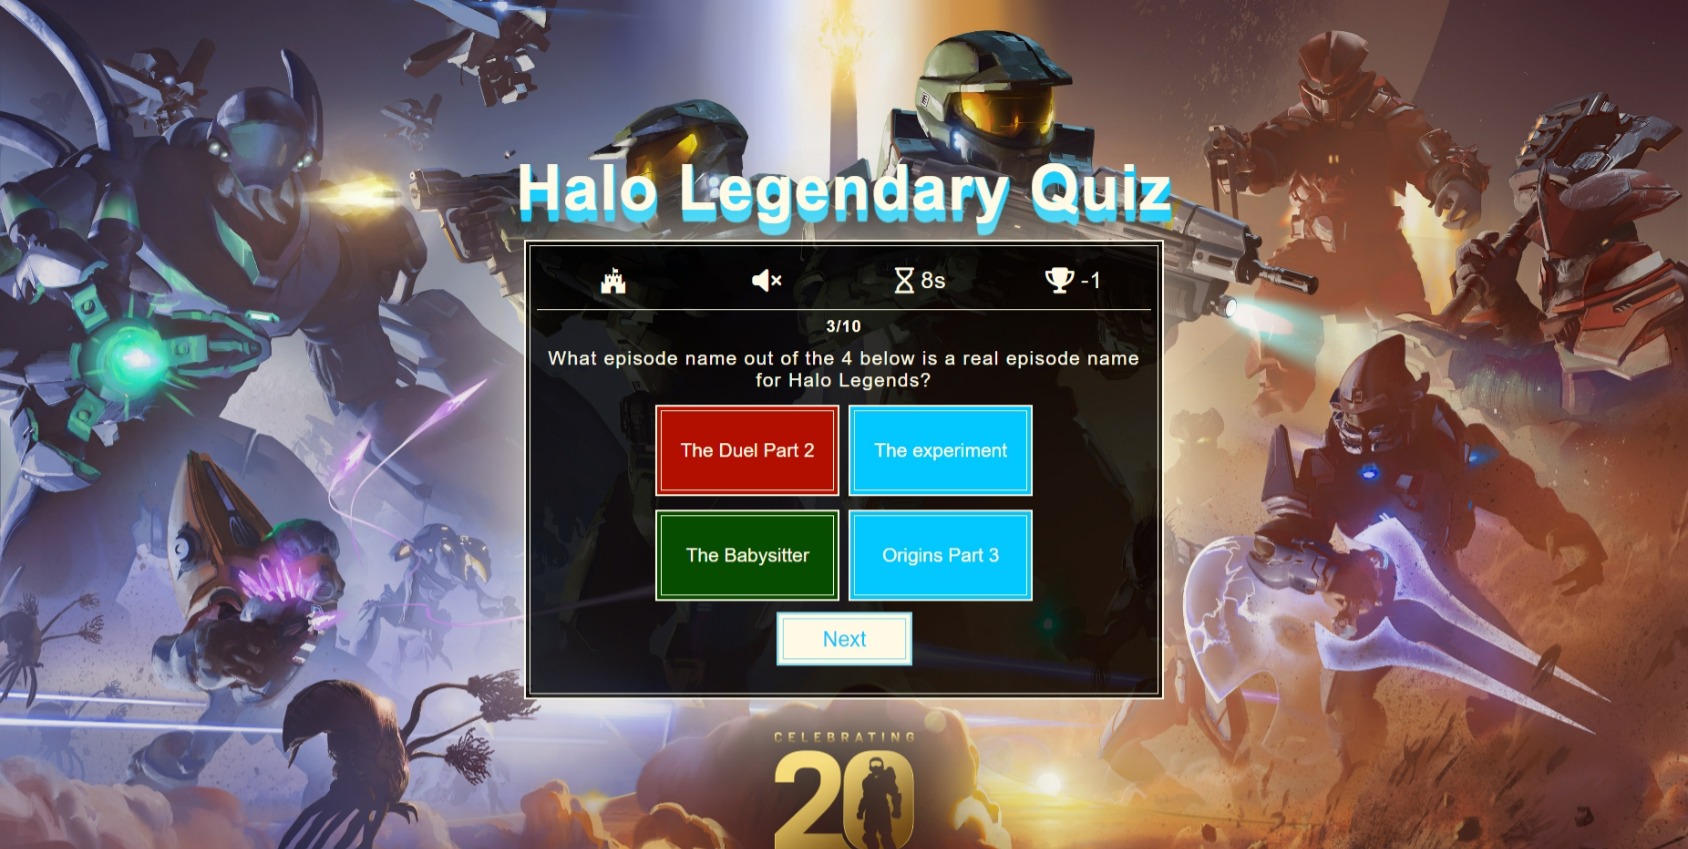 Halo Legendary Quiz
8s
-1
3/10
What episode name out of the 4 below is a real episode name
for Halo Legends?
The Duel Part 2
The experiment
The Babysitter
Origins Part 3
Next
CELEBRATING
20